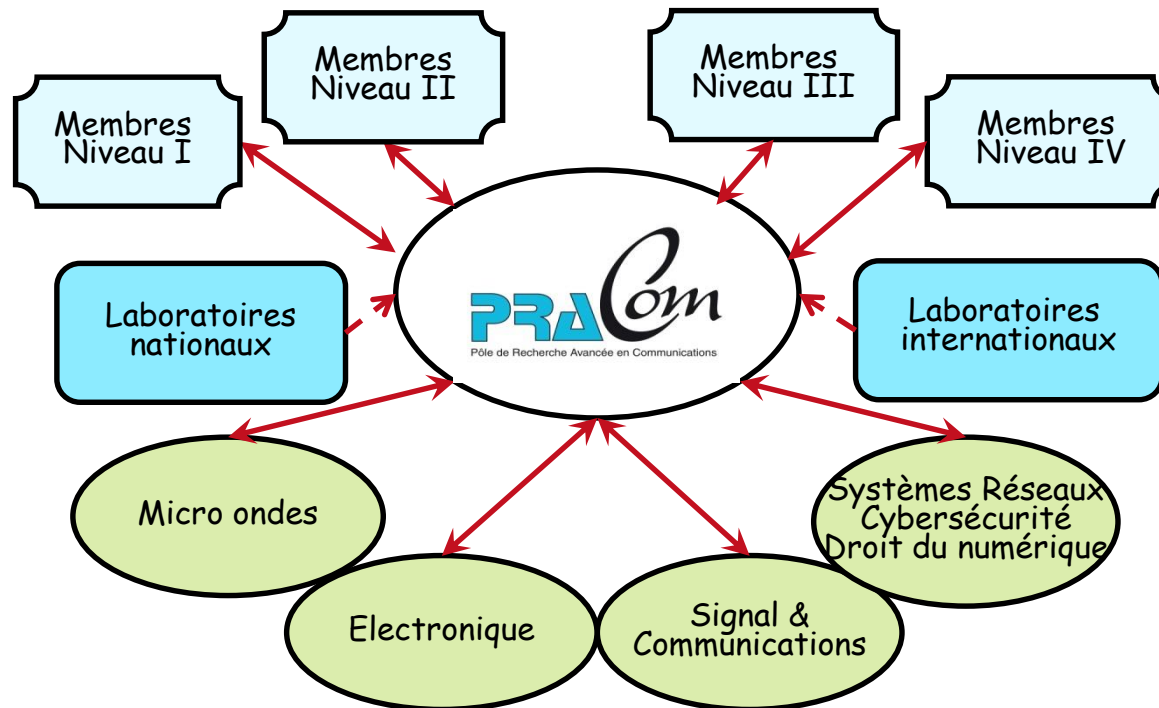 Membres
Niveau I
Membres
Niveau II
Membres
Niveau III
Membres
Niveau IV
Laboratoires
nationaux
PRACom
Pôle de Recherche Avancée en Communications
Laboratoires
internationaux
Micro ondes
Electronique
Signal &
Communications
Systèmes Réseaux
Cybersécurité
Droit du numérique